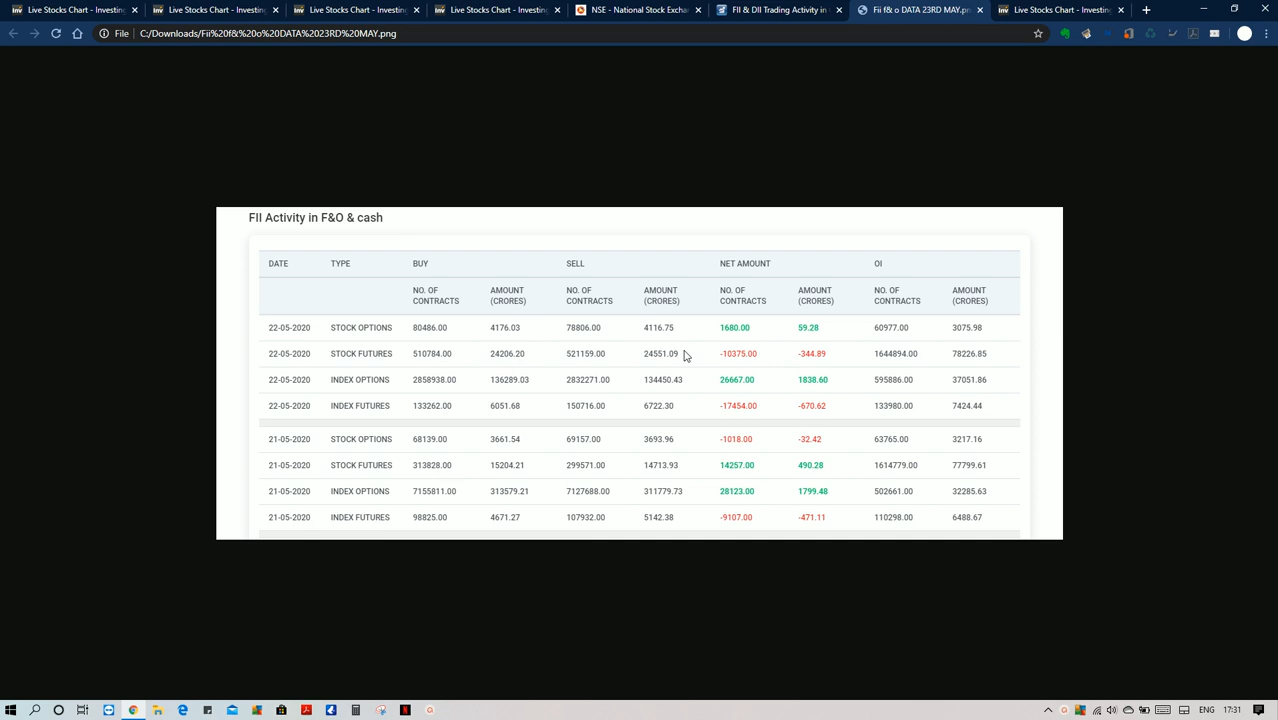 Live Stocks Chart - Investing
Live Stocks Chart - Investing
Live Stocks Chart - Investing
Live Stocks Chart - Investing
NSE - National Stock Excha
FII & DII Trading Activity in
Fii f& o DATA 23RD MAY.pn
Live Stocks Chart - Investing
File C:/Downloads/Fii%20f&%20o%20DATA%2023RD%20MAY.png
FII Activity in F&O & cash
DATE TYPE BUY SELL NET AMOUNT OI
NO. OF CONTRACTS AMOUNT (CRORES) NO. OF CONTRACTS AMOUNT (CRORES) NO. OF CONTRACTS AMOUNT (CRORES) NO. OF CONTRACTS AMOUNT (CRORES)
22-05-2020 STOCK OPTIONS 80486.00 4176.03 78806.00 4116.75 1680.00 59.28 60977.00 3075.98
22-05-2020 STOCK FUTURES 510784.00 24206.20 521159.00 24551.09 -10375.00 -344.89 1644894.00 78226.85
22-05-2020 INDEX OPTIONS 2858938.00 136289.03 2832271.00 134450.43 26667.00 1838.60 595886.00 37051.86
22-05-2020 INDEX FUTURES 133262.00 6051.68 150716.00 6722.30 -17454.00 -670.62 133980.00 7424.44
21-05-2020 STOCK OPTIONS 68139.00 3661.54 69157.00 3693.96 -1018.00 -32.42 63765.00 3217.16
21-05-2020 STOCK FUTURES 313828.00 15204.21 299571.00 14713.93 14257.00 490.28 1614779.00 77799.61
21-05-2020 INDEX OPTIONS 7155811.00 313579.21 7127688.00 311779.73 28123.00 1799.48 502661.00 32285.63
21-05-2020 INDEX FUTURES 98825.00 4671.27 107932.00 5142.38 -9107.00 -471.11 110298.00 6488.67
ENG 17:31